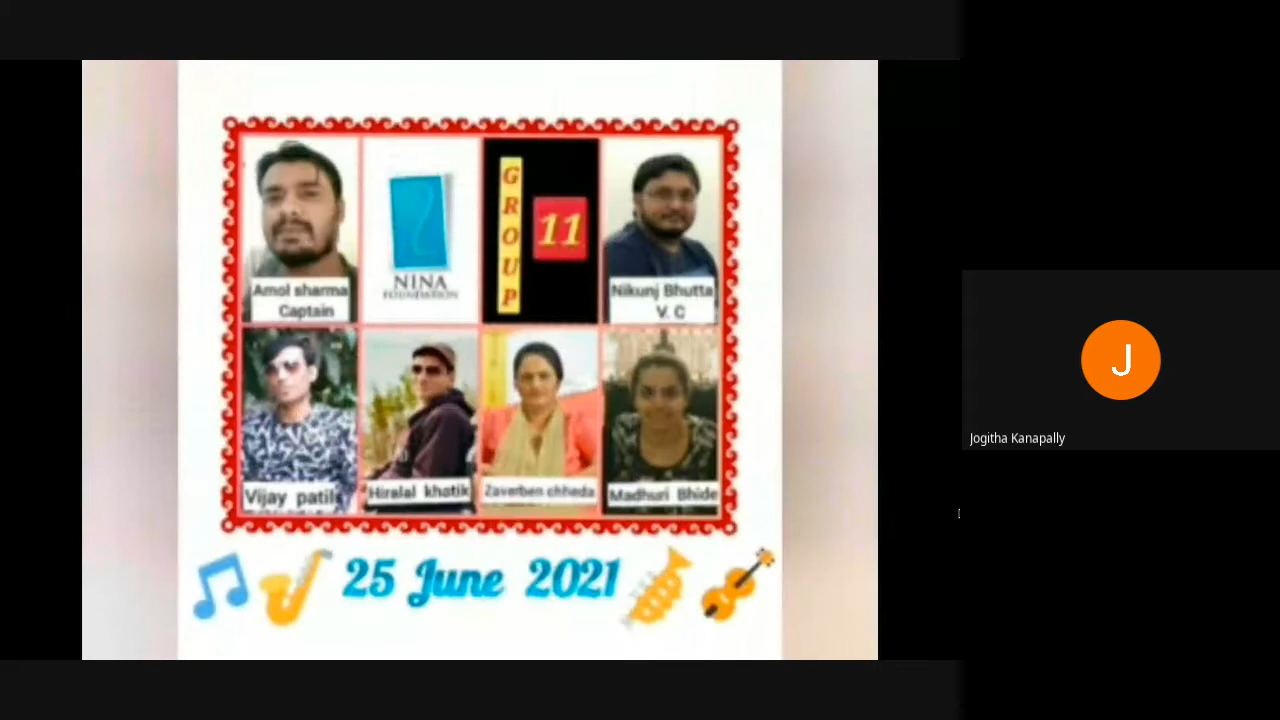 Amol sharma
Captain
NINA
FOUNDATION
GROUP
11
Nikunj Bhutta
V. C
Vijay patil
Hiralal khatik
Zaverben chheda
Madhuri Bhide
25 June 2021
J
Jogitha Kanapally